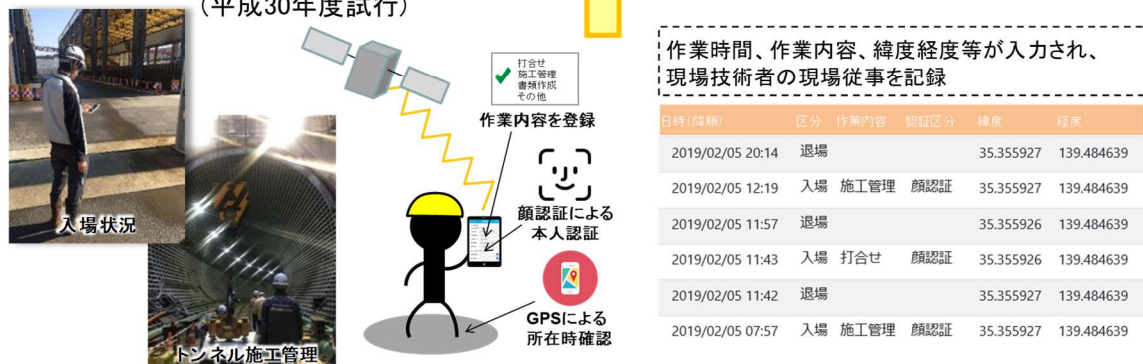 (平成30年度試行)
入場状況
トンネル施工管理
打合せ
施工管理
書類作成
その他
作業内容を登録
顔認証による
本人認証
GPSによる
所在時確認
作業時間、作業内容、緯度経度等が入力され、
現場技術者の現場従事を記録
日時(降順) 区分 作業内容 認証区分 緯度 経度
2019/02/05 20:14 退場 35.355927 139.484639
2019/02/05 12:19 入場 施工管理 顔認証 35.355927 139.484639
2019/02/05 11:57 退場 35.355926 139.484639
2019/02/05 11:43 入場 打合せ 顔認証 35.355926 139.484639
2019/02/05 11:42 退場 35.355927 139.484639
2019/02/05 07:57 入場 施工管理 顔認証 35.355927 139.484639